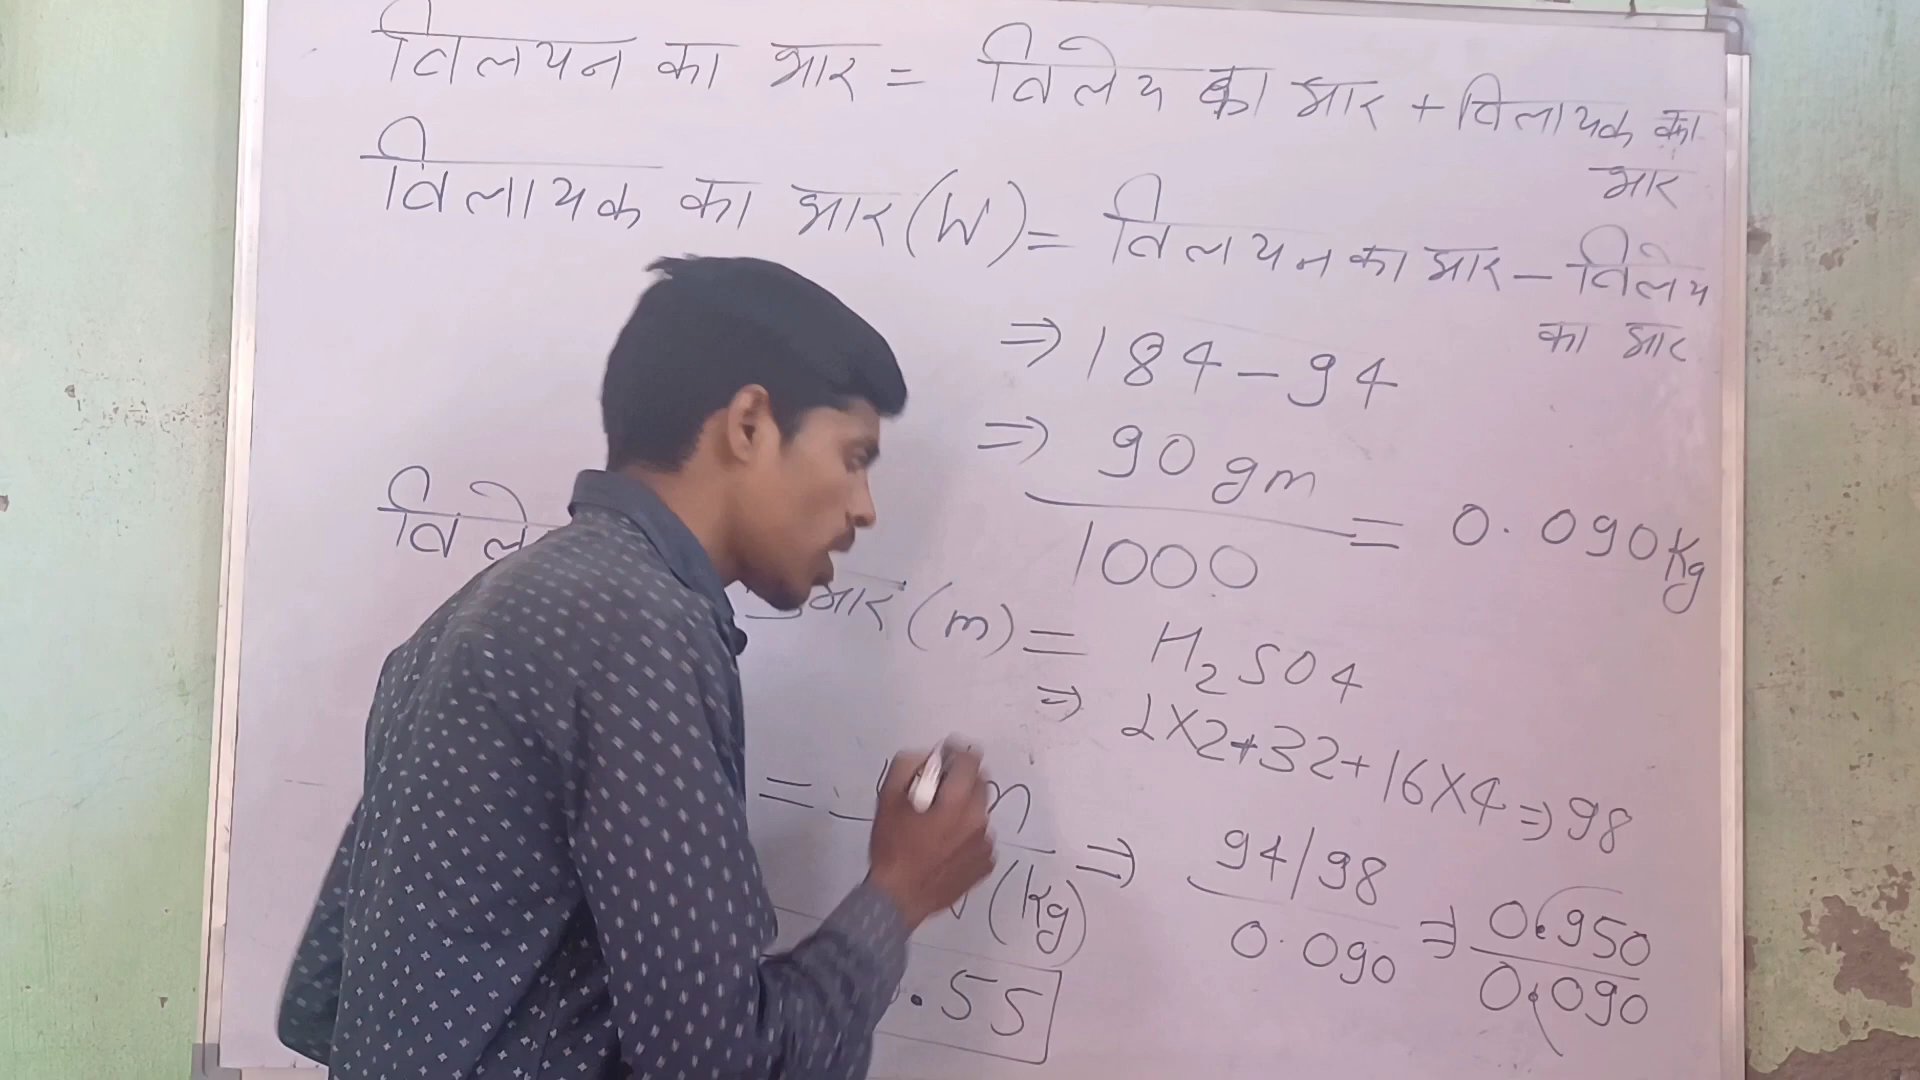 विलयन का भार = विलेय का भार + विलायक का
भार
विलायक का भार (W) = विलयन का भार – विलेय
का भार
⇒ 184 – 94
⇒ 90 gm
1000 = 0.090 Kg
भार (m) = H2SO4
⇒ 1×2+32+16×4 ⇒ 98
= (Kg) ⇒ 94/98
0.090 ⇒ 0.950
0.090
.55